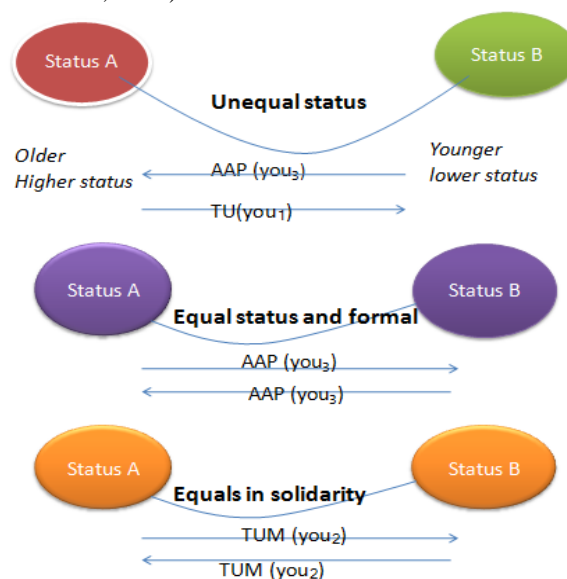 Status A
Status B
Unequal status
Older
Higher status
AAP (you₃)
Younger
lower status
TU(you₁)
Status A
Status B
Equal status and formal
AAP (you₃)
AAP (you₃)
Status A
Status B
Equals in solidarity
TUM (you₂)
TUM (you₂)